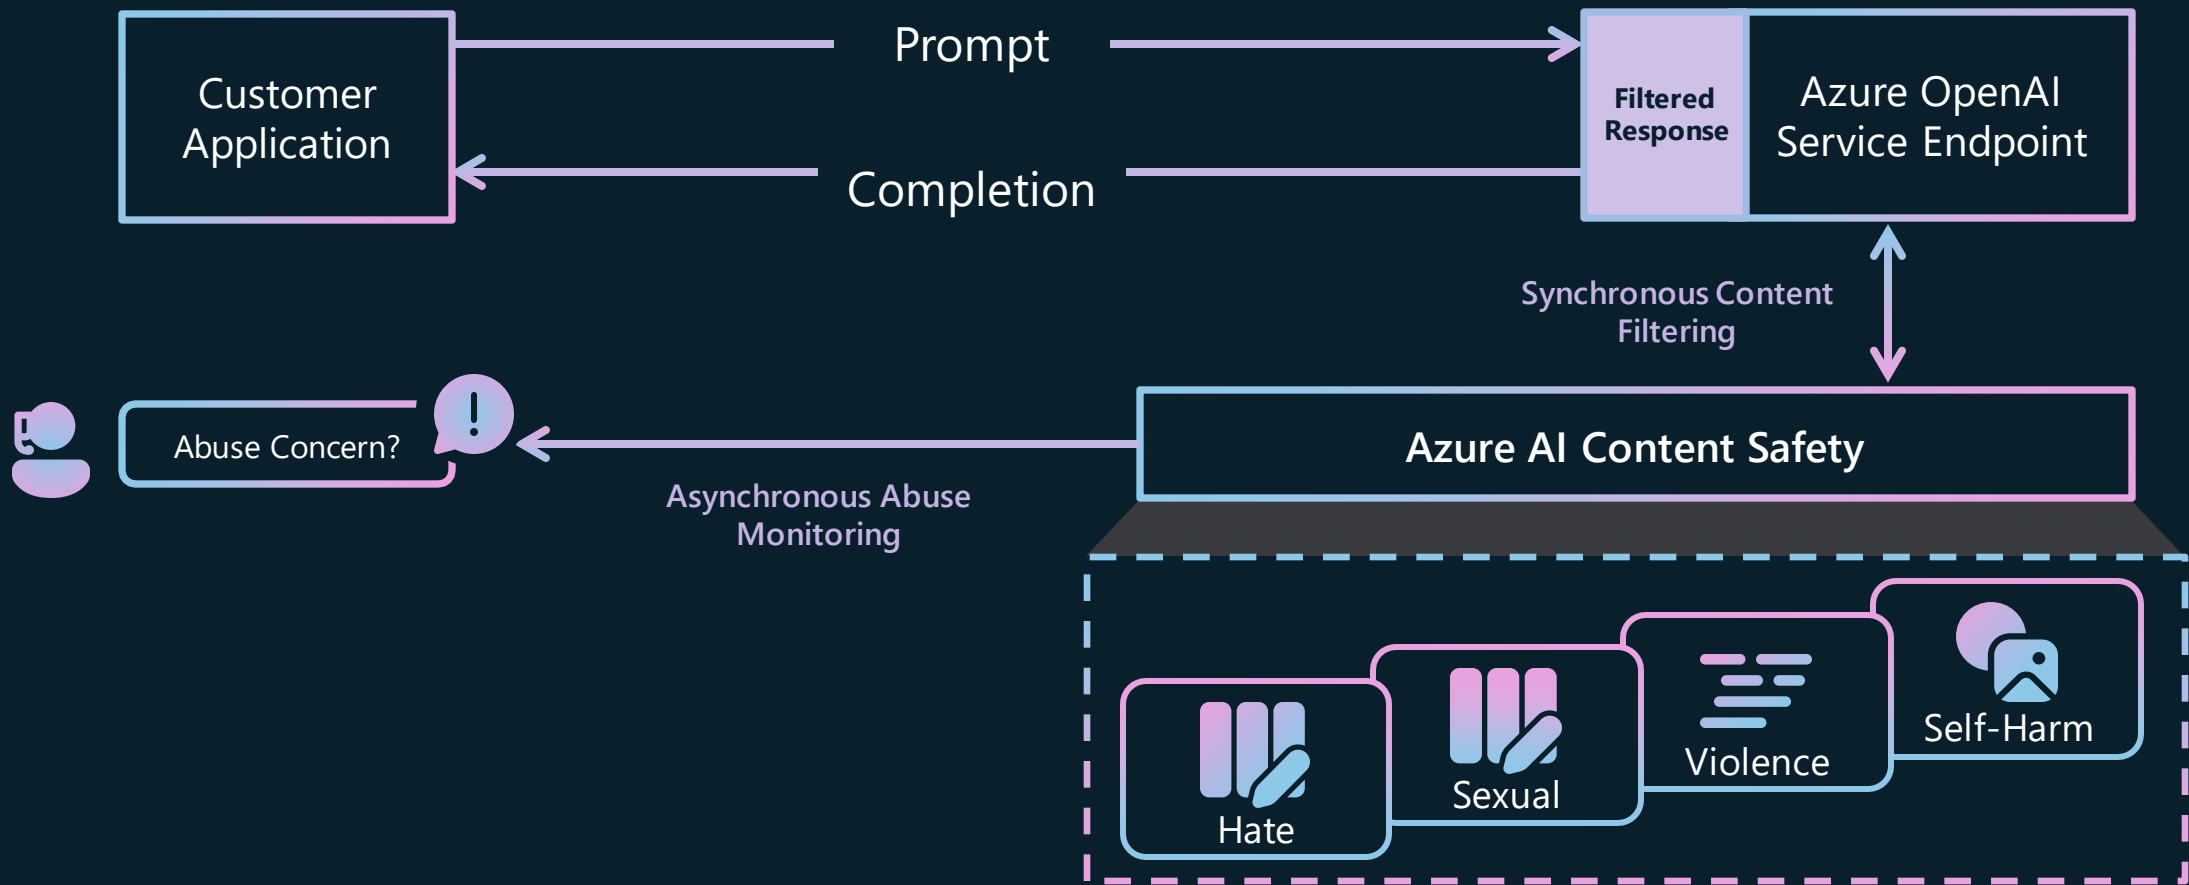 Customer
Application
Prompt
Completion
Filtered
Response
Azure OpenAI
Service Endpoint
Synchronous Content
Filtering
Abuse Concern?
!
Asynchronous Abuse
Monitoring
Azure AI Content Safety
Hate
Sexual
Violence
Self-Harm